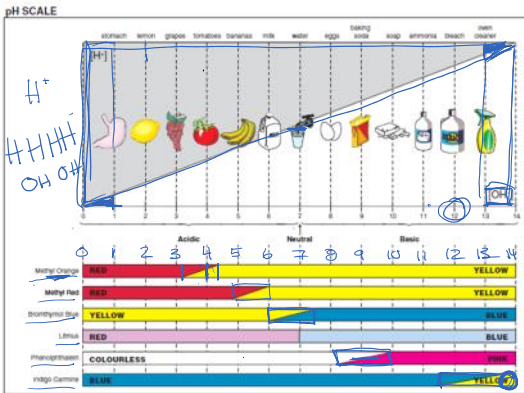 pH SCALE
stomach lemon grapes tomatoes bananas milk water eggs baking soda soap ammonia bleach oven cleaner
[H⁺]
H⁺
HHHH
OH OH
[OH⁻]
0 1 2 3 4 5 6 7 8 9 10 11 12 13 14
Acidic Neutral Basic
0 1 2 3 4 5 6 7 8 9 10 11 12 13 14
Methyl Orange RED YELLOW
Methyl Red RED YELLOW
Bromthymol Blue YELLOW BLUE
Litmus RED BLUE
Phenolphthalein COLOURLESS PINK
Indigo Carmine BLUE YELLOW